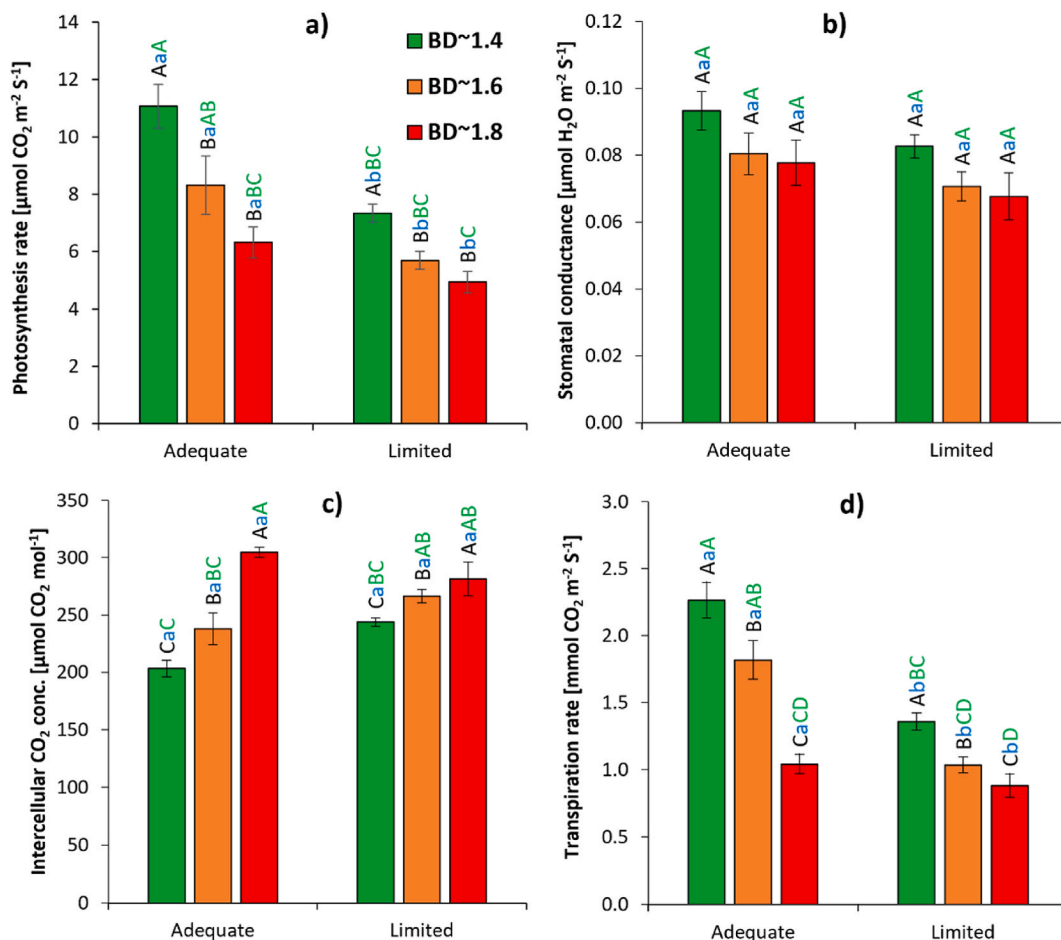 a)
Photosynthesis rate [µmol CO₂ m⁻² S⁻¹]
14
12
10
8
6
4
2
0
AaA
BaAB
BaBC
AbBC
BbBC
BbC
BD~1.4
BD~1.6
BD~1.8
Adequate
Limited
b)
Stomatal conductance [µmol H₂O m⁻² S⁻¹]
0.12
0.10
0.08
0.06
0.04
0.02
0.00
AaA
AaA
AaA
AaA
AaA
AaA
Adequate
Limited
c)
Intercellular CO₂ conc. [µmol CO₂ mol⁻¹]
350
300
250
200
150
100
50
0
CaC
BaBC
AaA
CaBC
BaAB
AaAB
Adequate
Limited
d)
Transpiration rate [mmol CO₂ m⁻² S⁻¹]
3.0
2.5
2.0
1.5
1.0
0.5
0.0
AaA
BaAB
CaCD
AbBC
BbCD
CbD
Adequate
Limited